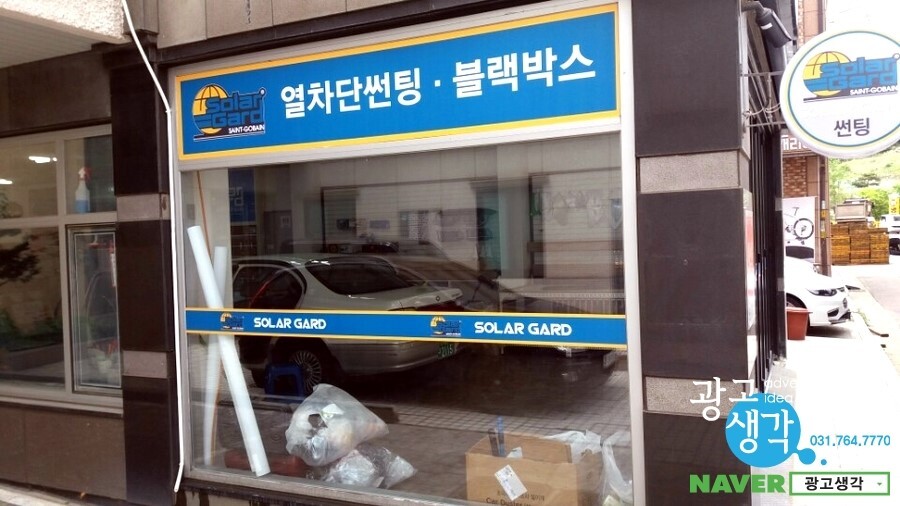 SOLAR GARD
SAINT-GOBAIN
열차단썬팅 · 블랙박스
SOLAR GARD
SAINT-GOBAIN
썬팅
SOLAR GARD
SOLAR GARD
광고
생각
031.764.7770
NAVER 광고생각